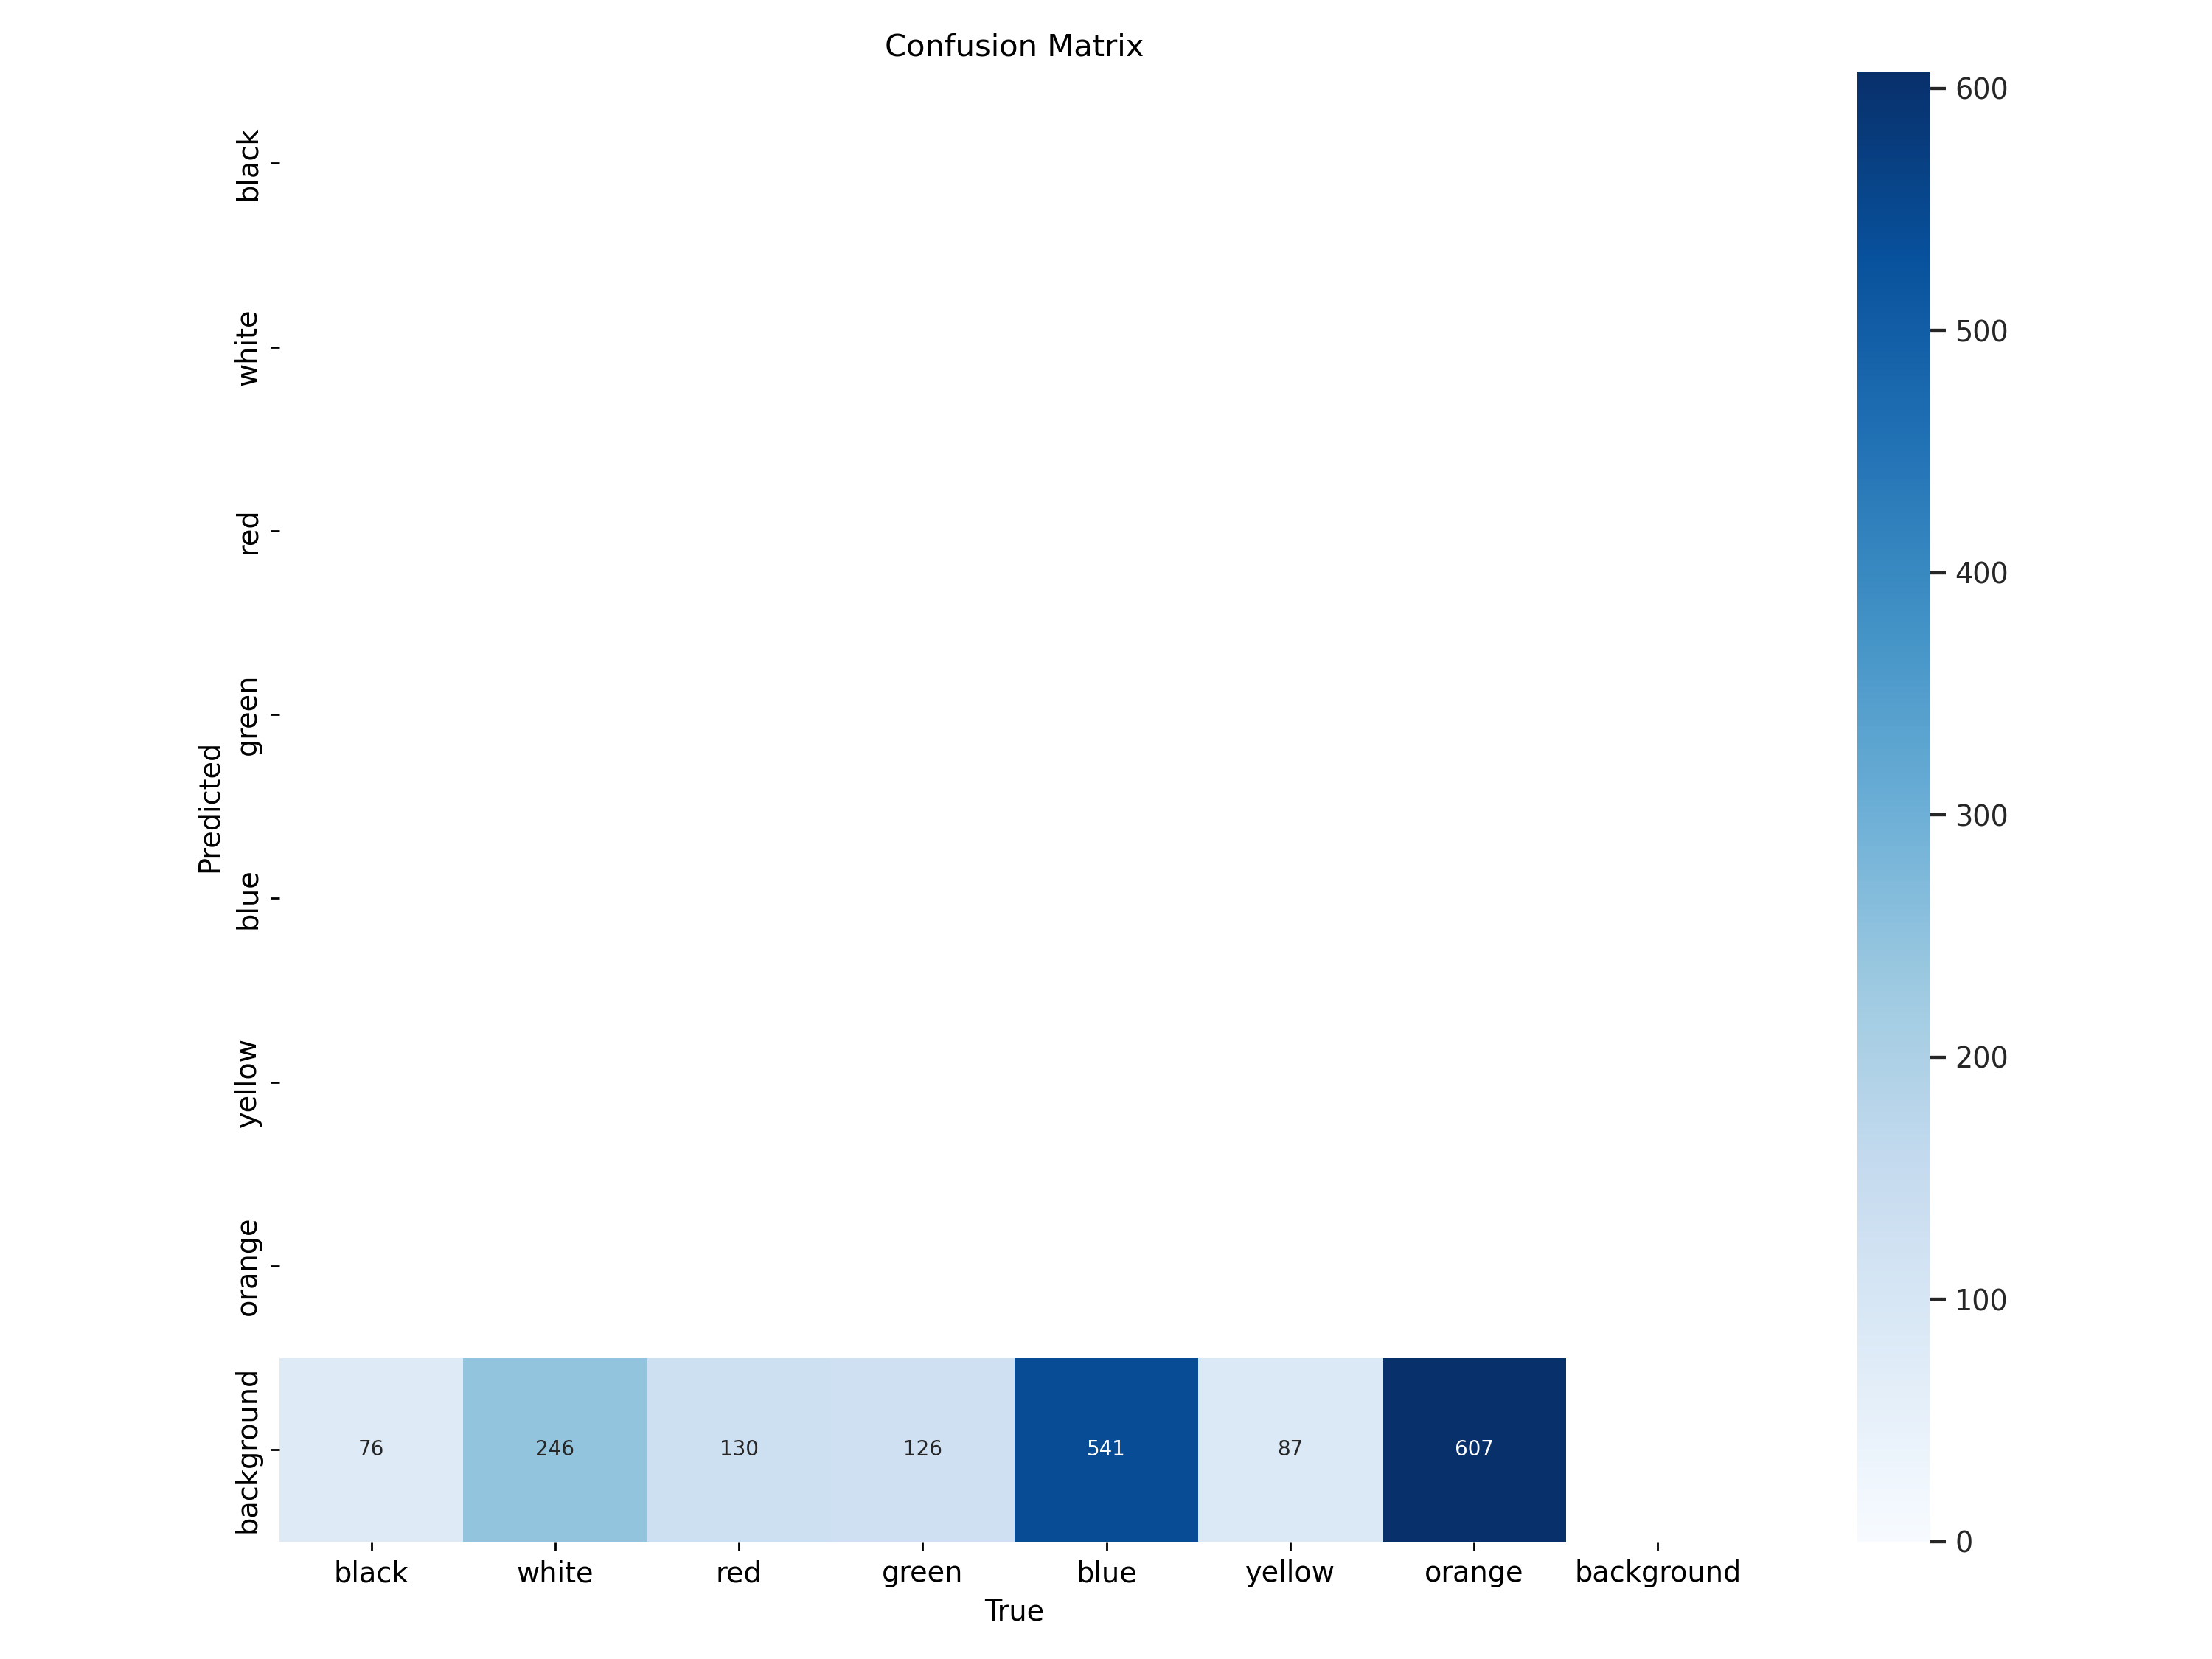 Confusion Matrix
black
white
red
green
blue
yellow
orange
background
Predicted
76 246 130 126 541 87 607
black white red green blue yellow orange background
True
600
500
400
300
200
100
0